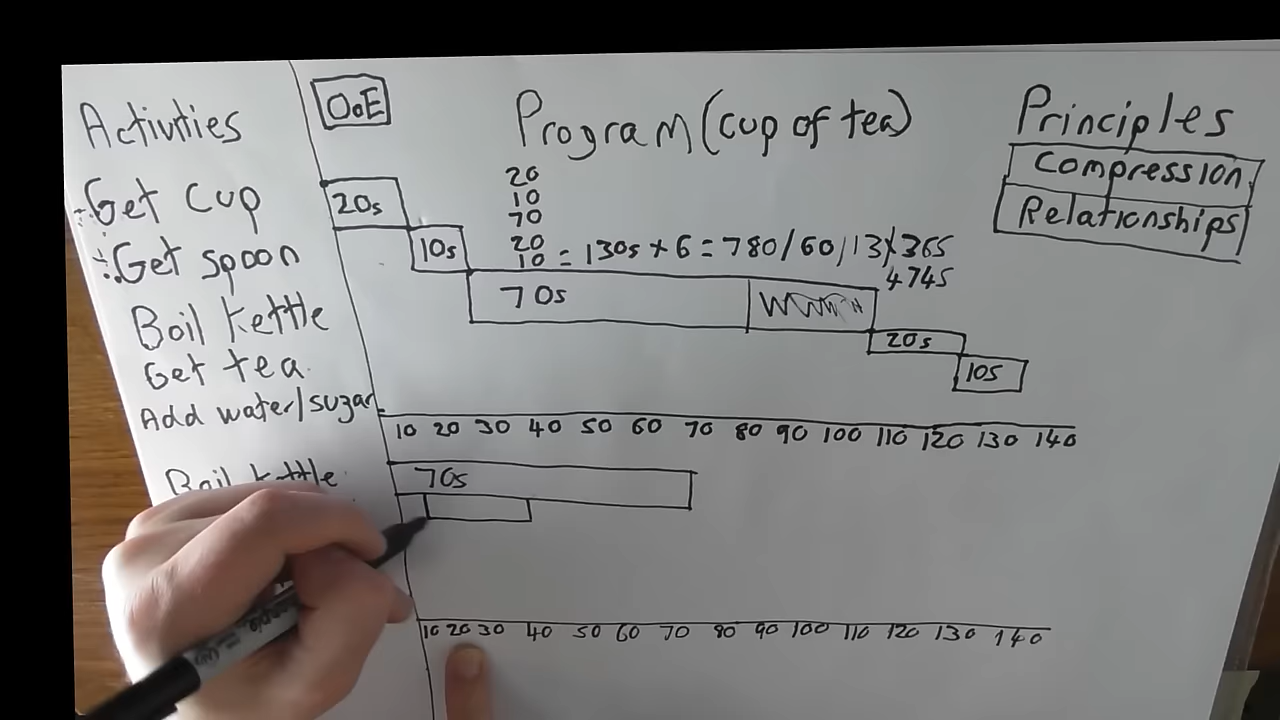 Activities
OoE
Program (cup of tea)
Principles
Compression
Relationships
Get cup
20s
20
10
70
20
10 = 130s * 6 = 780/60/13*365
4745
Get spoon
10s
Boil kettle
70s
20s
Get tea
10s
Add water/sugar
10 20 30 40 50 60 70 80 90 100 110 120 130 140
Boil kettle
70s
10 20 30 40 50 60 70 80 90 100 110 120 130 140